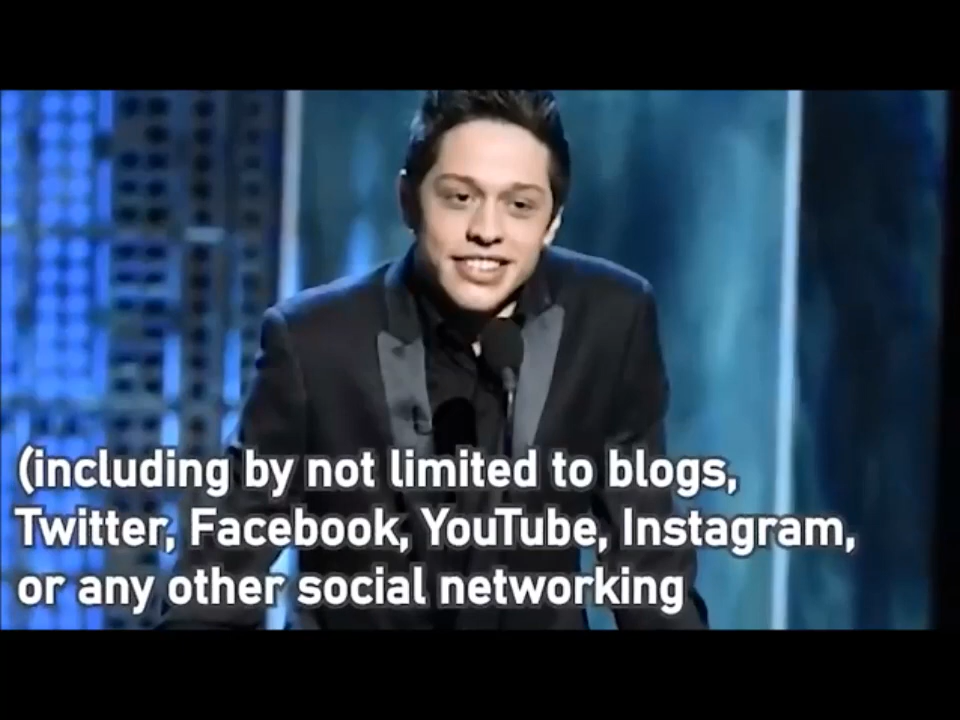 (including by not limited to blogs,
Twitter, Facebook, YouTube, Instagram,
or any other social networking